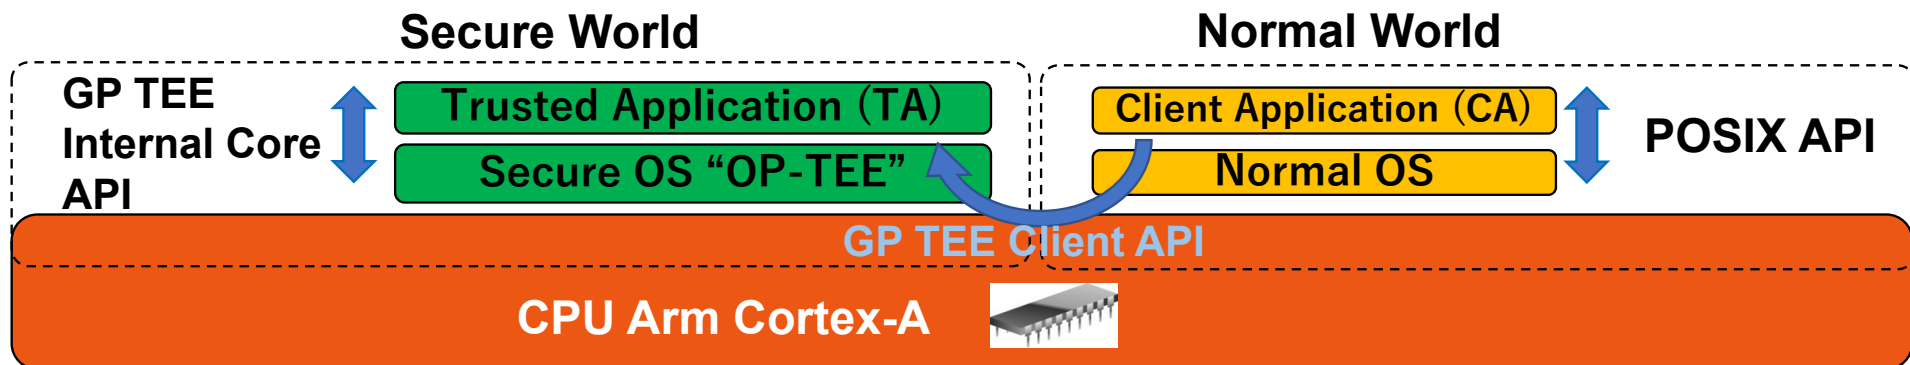 Secure World
Normal World
GP TEE
Internal Core
API
Trusted Application (TA)
Secure OS “OP-TEE”
Client Application (CA)
Normal OS
POSIX API
GP TEE Client API
CPU Arm Cortex-A